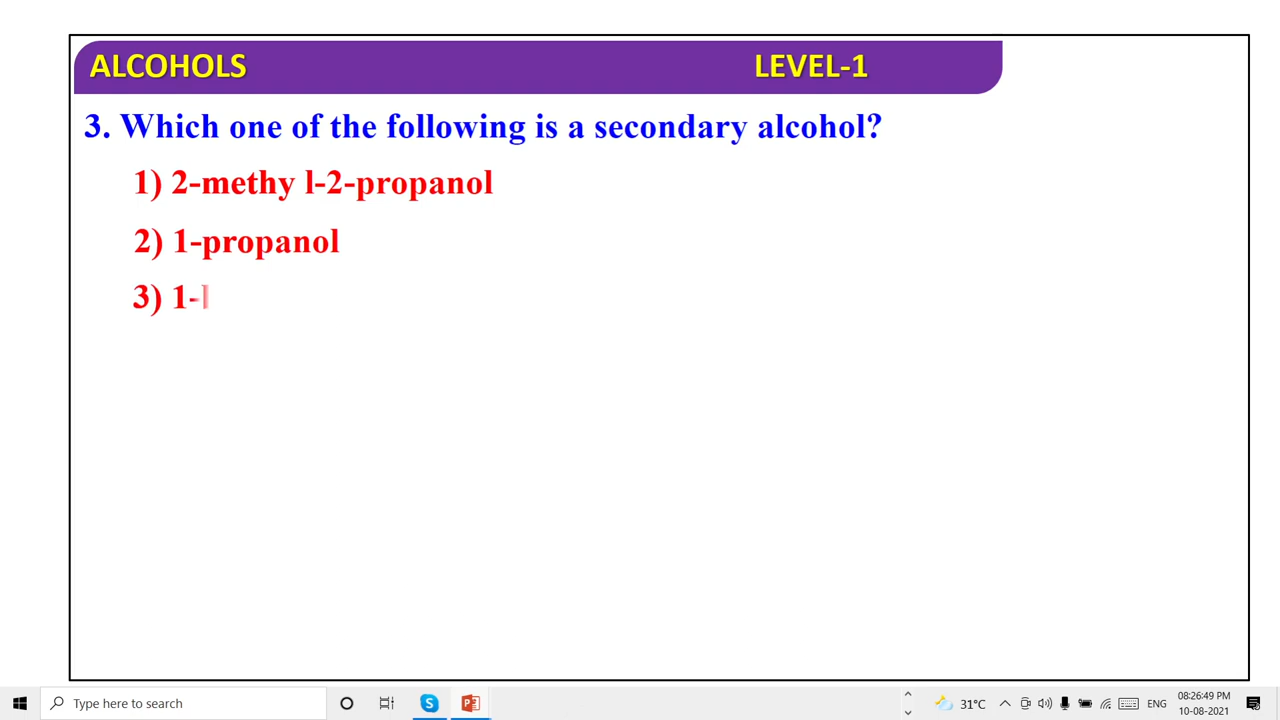 ALCOHOLS LEVEL-1
3. Which one of the following is a secondary alcohol?
1) 2-methy l-2-propanol
2) 1-propanol
3) 1-
Type here to search
31°C
ENG
08:26:49 PM
10-08-2021